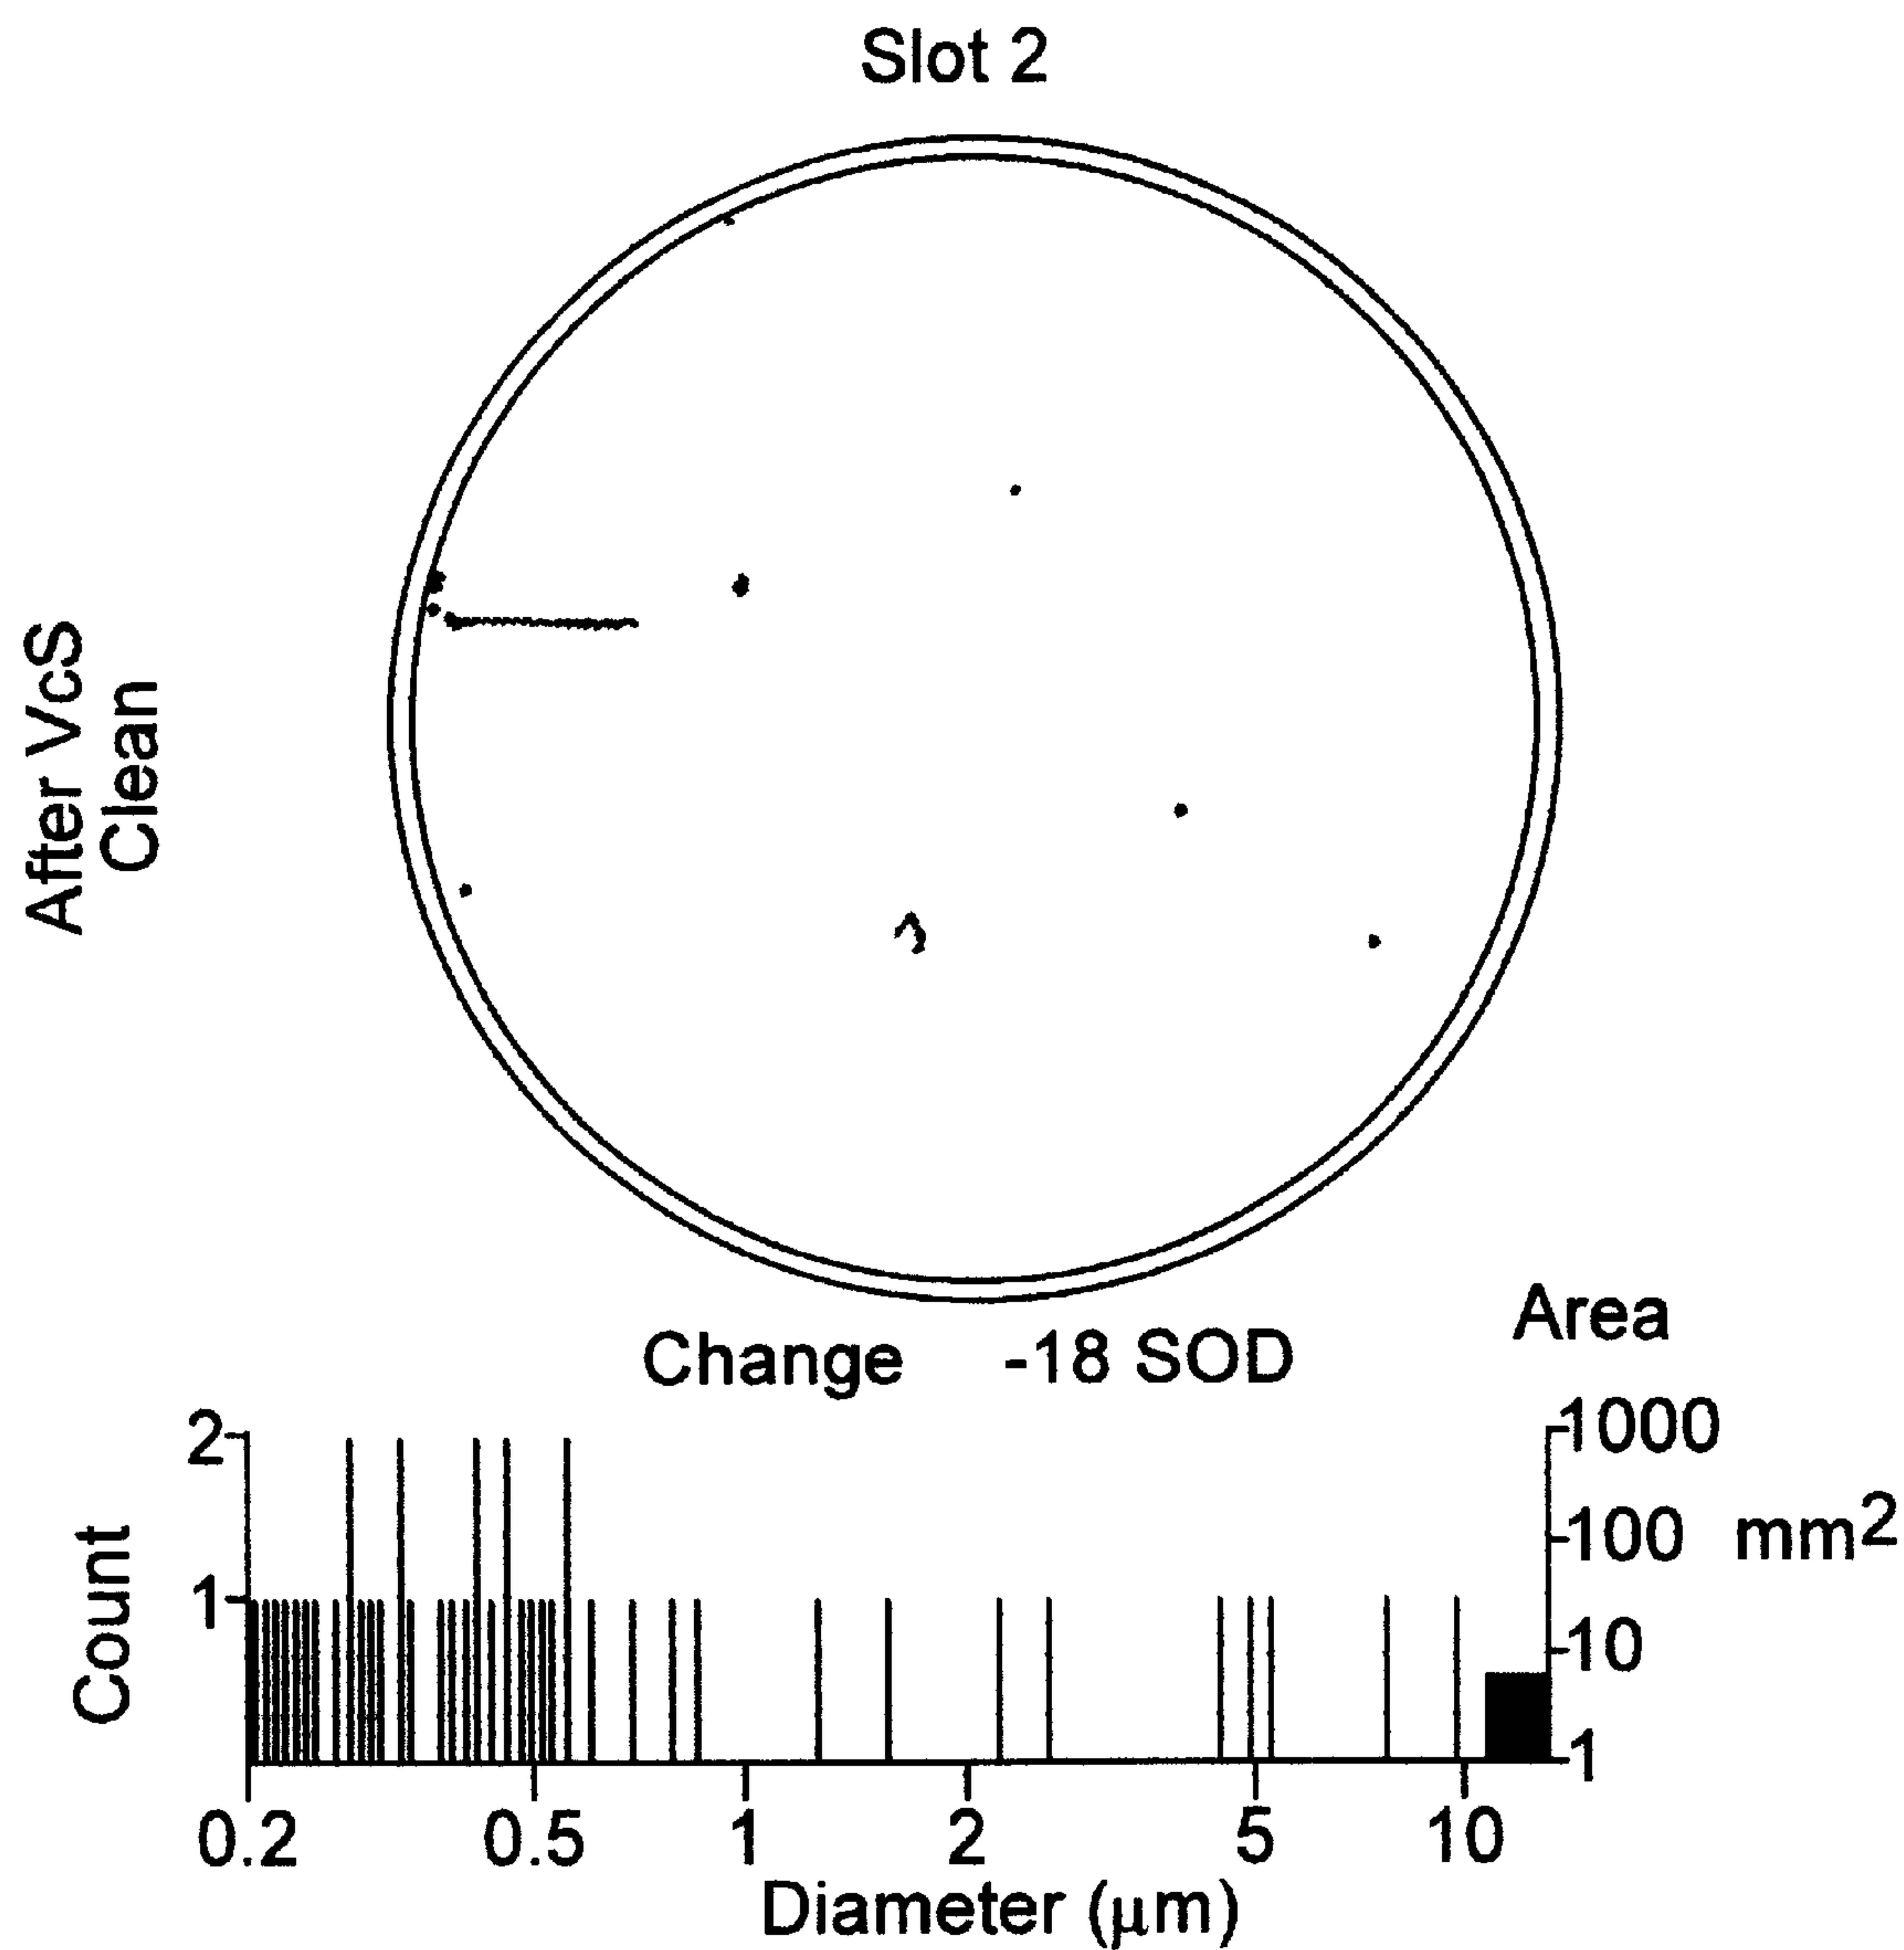 Slot 2
After VcS
Clean
Change -18 SOD
Area
2
1
Count
1000
100 mm2
10
1
0.2 0.5 1 2 5 10
Diameter (μm)